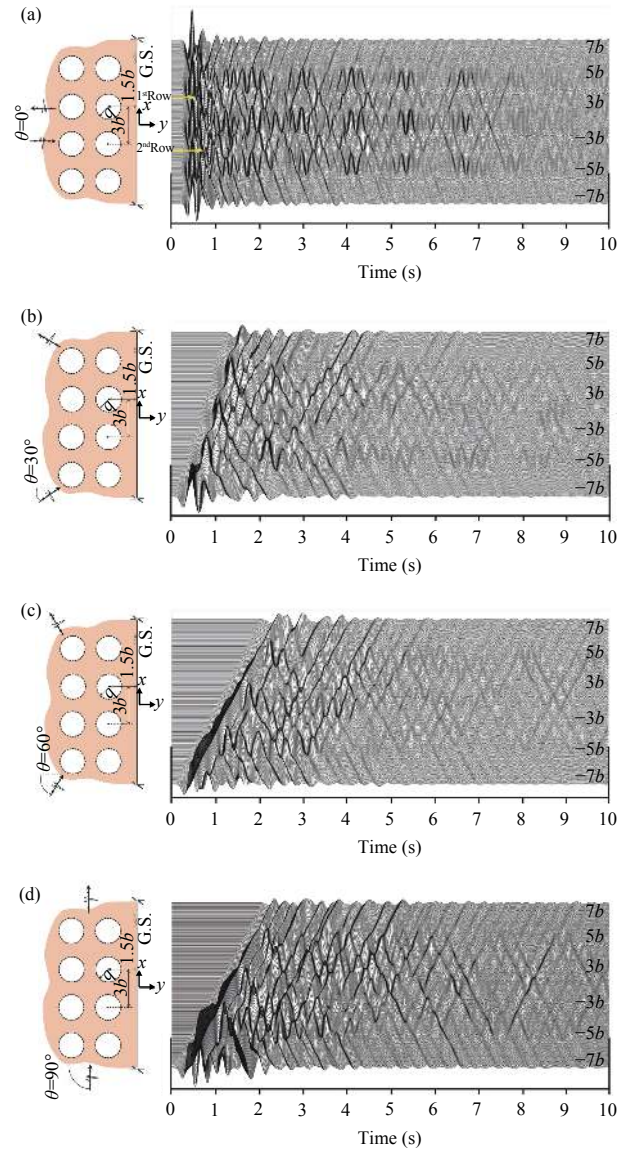 (a)
G.S.
1.5b
3b
a
x
y
θ=0°
1stRow
2ndRow
7b
5b
3b
−3b
−5b
−7b
0 1 2 3 4 5 6 7 8 9 10
Time (s)
(b)
G.S.
1.5b
3b
a
x
y
θ=30°
7b
5b
3b
−3b
−5b
−7b
0 1 2 3 4 5 6 7 8 9 10
Time (s)
(c)
G.S.
1.5b
3b
a
x
y
θ=60°
7b
5b
3b
−3b
−5b
−7b
0 1 2 3 4 5 6 7 8 9 10
Time (s)
(d)
G.S.
1.5b
3b
a
x
y
θ=90°
7b
5b
3b
−3b
−5b
−7b
0 1 2 3 4 5 6 7 8 9 10
Time (s)